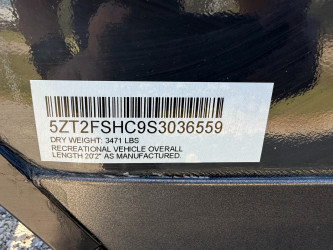 5ZT2FSHC9S3036559
DRY WEIGHT: 3471 LBS
RECREATIONAL VEHICLE OVERALL
LENGTH 20'2" AS MANUFACTURED.